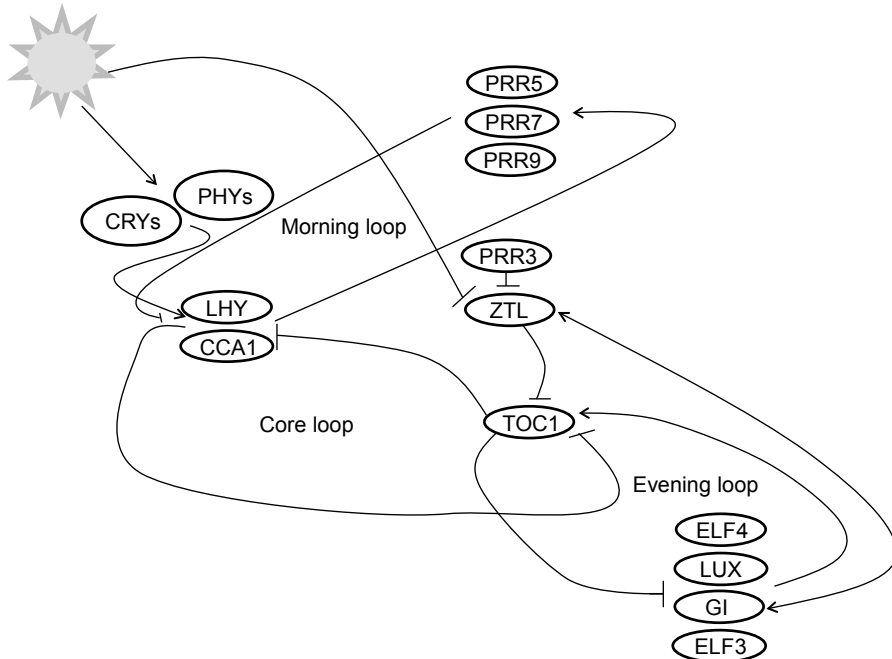 PRR5
PRR7
PRR9
PHYs
CRYs
Morning loop
PRR3
LHY
ZTL
CCA1
Core loop
TOC1
Evening loop
ELF4
LUX
GI
ELF3